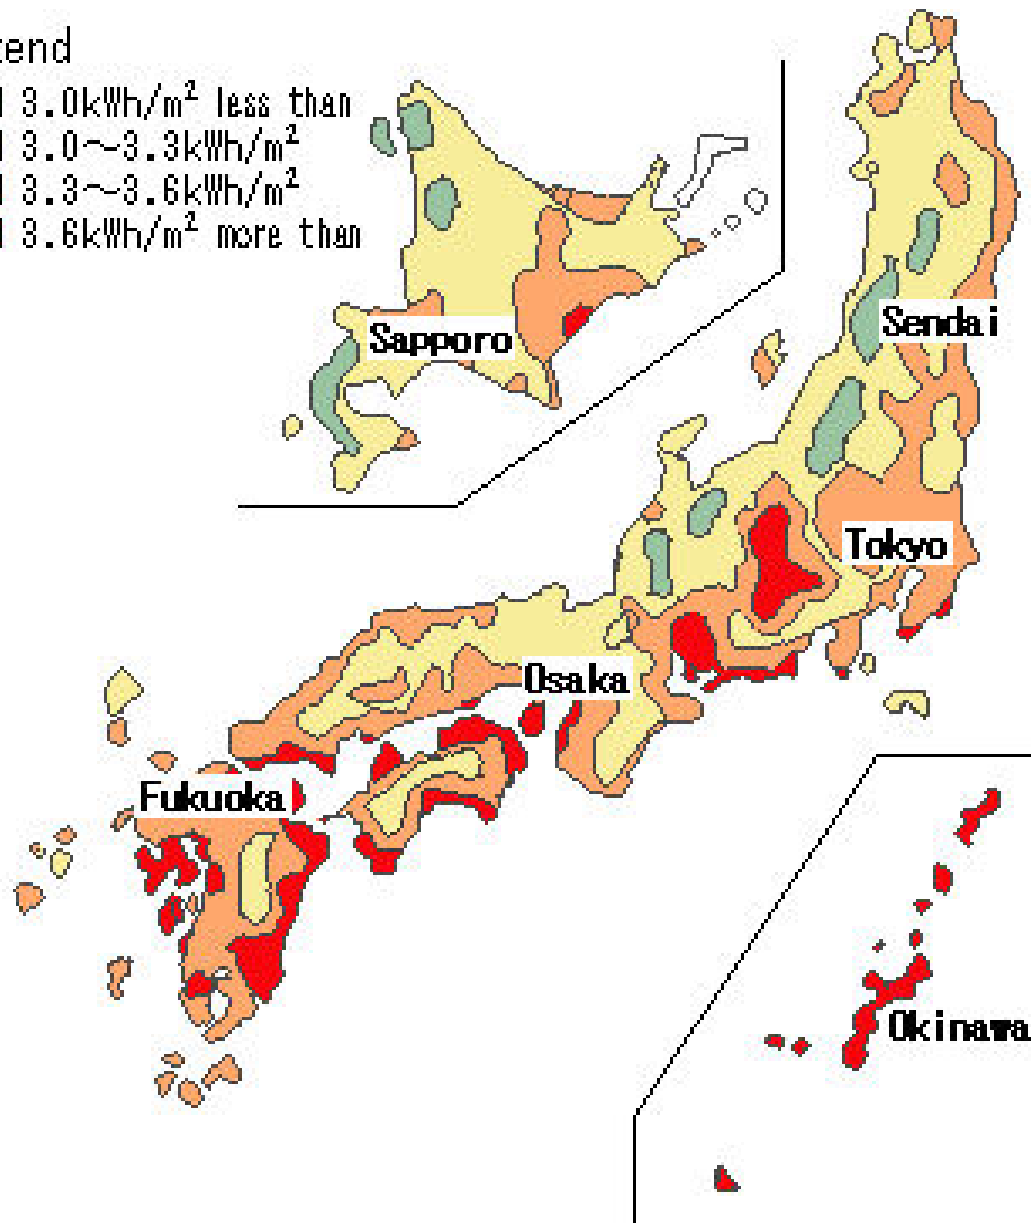 end
3.0kWh/m² less than
3.0~3.3kWh/m²
3.3~3.6kWh/m²
3.6kWh/m² more than
Sapporo
Sendai
Tokyo
Osaka
Fukuoka
Okinawa